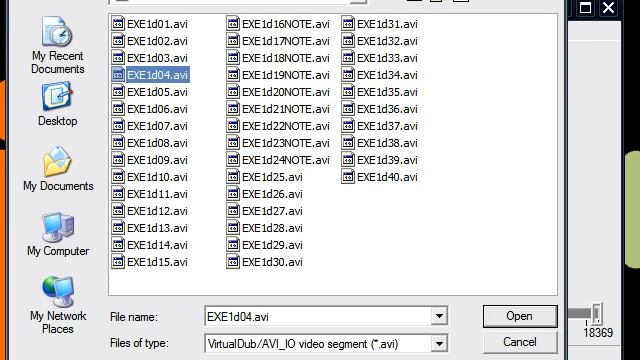 My Recent
Documents
Desktop
My Documents
My Computer
My Network
Places
EXE1d01.avi
EXE1d02.avi
EXE1d03.avi
EXE1d04.avi
EXE1d05.avi
EXE1d06.avi
EXE1d07.avi
EXE1d08.avi
EXE1d09.avi
EXE1d10.avi
EXE1d11.avi
EXE1d12.avi
EXE1d13.avi
EXE1d14.avi
EXE1d15.avi
EXE1d16NOTE.avi
EXE1d17NOTE.avi
EXE1d18NOTE.avi
EXE1d19NOTE.avi
EXE1d20NOTE.avi
EXE1d21NOTE.avi
EXE1d22NOTE.avi
EXE1d23NOTE.avi
EXE1d24NOTE.avi
EXE1d25.avi
EXE1d26.avi
EXE1d27.avi
EXE1d28.avi
EXE1d29.avi
EXE1d30.avi
EXE1d31.avi
EXE1d32.avi
EXE1d33.avi
EXE1d34.avi
EXE1d35.avi
EXE1d36.avi
EXE1d37.avi
EXE1d38.avi
EXE1d39.avi
EXE1d40.avi
File name:
EXE1d04.avi
Open
Files of type:
VirtualDub/AVI_IO video segment (*.avi)
Cancel
18369